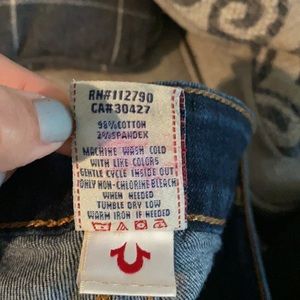 RN#112790
CA#30427
98%COTTON
2%SPANDEX
MACHINE WASH COLD
WITH LIKE COLORS
GENTLE CYCLE INSIDE OUT
ONLY NON-CHLORINE BLEACH
WHEN NEEDED
TUMBLE DRY LOW
WARM IRON IF NEEDED